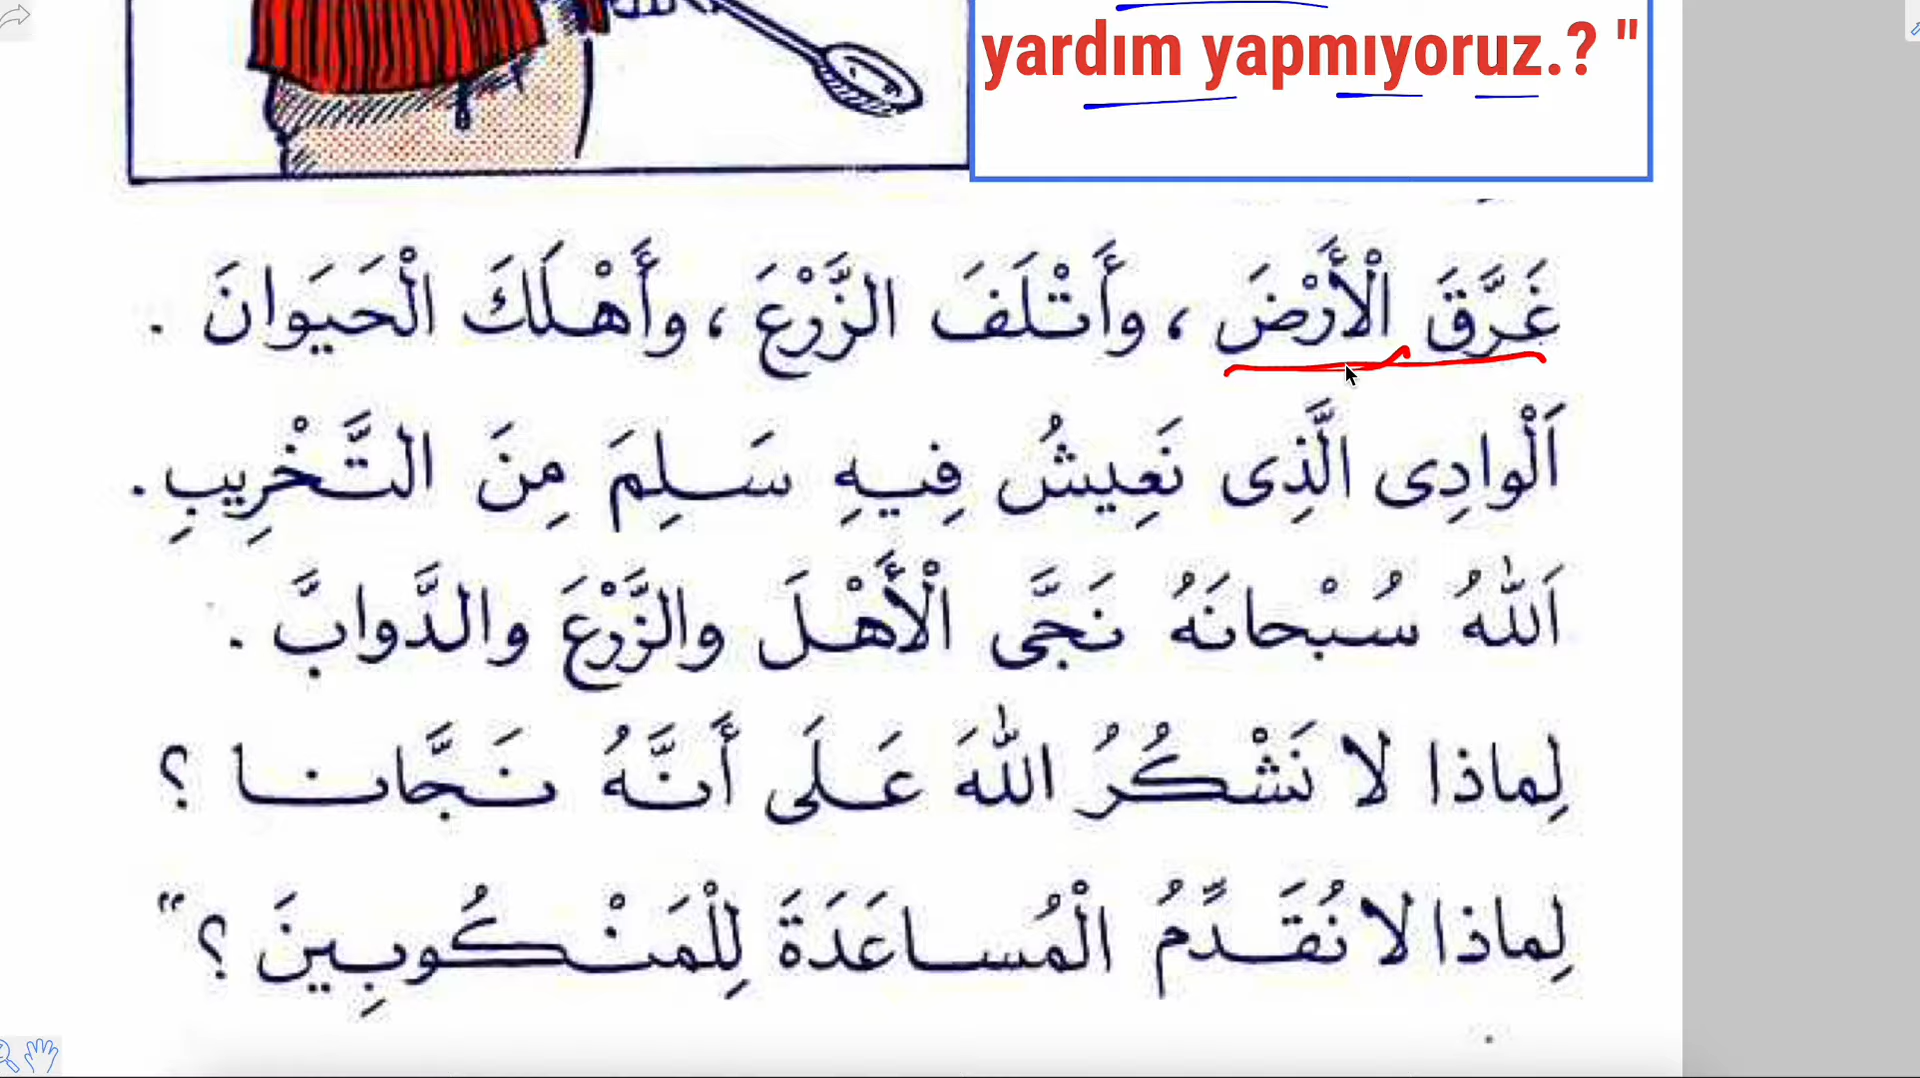 yardım yapmıyoruz.? "
غَرَّقَ الْأَرْضَ ، وأَتْلَفَ الزَّرْعَ ، وأَهْلَكَ الْحَيَوانَ .
اَلْوادِى الَّذِى نَعِيشُ فِيهِ سَلِمَ مِنَ التَّخْرِيبِ .
اَللّٰهُ سُبْحانَهُ نَجَّى الْأَهْلَ والزَّرْعَ والدَّوابَّ .
لِماذا لا نَشْكُرُ اللّٰهَ عَلَى أَنَّهُ نَجَّانا ؟
لِماذا لا نُقَدِّمُ الْمُساعَدَةَ لِلْمَنْكُوبِينَ ؟ "